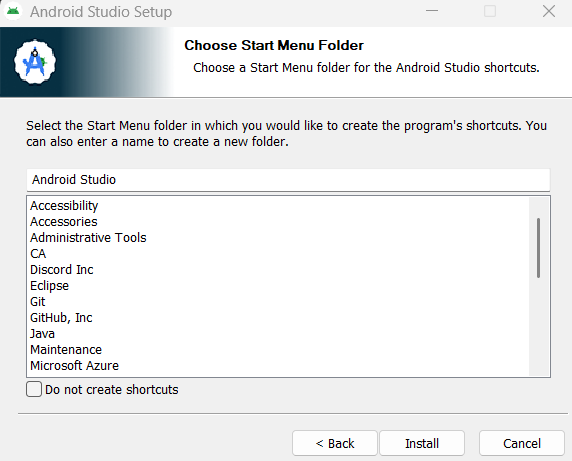 Android Studio Setup
Choose Start Menu Folder
Choose a Start Menu folder for the Android Studio shortcuts.
Select the Start Menu folder in which you would like to create the program's shortcuts. You
can also enter a name to create a new folder.
Android Studio
Accessibility
Accessories
Administrative Tools
CA
Discord Inc
Eclipse
Git
GitHub, Inc
Java
Maintenance
Microsoft Azure
Do not create shortcuts
< Back
Install
Cancel